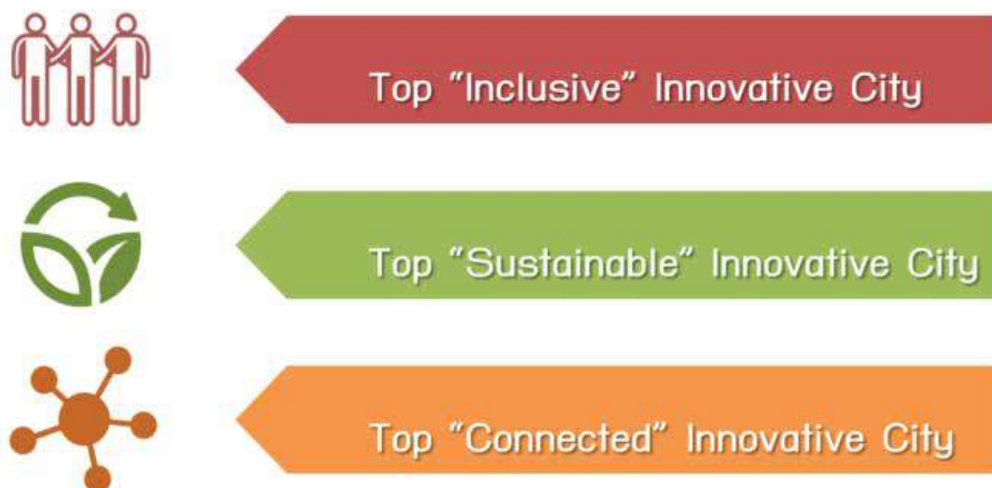 Top "Inclusive" Innovative City
Top "Sustainable" Innovative City
Top "Connected" Innovative City